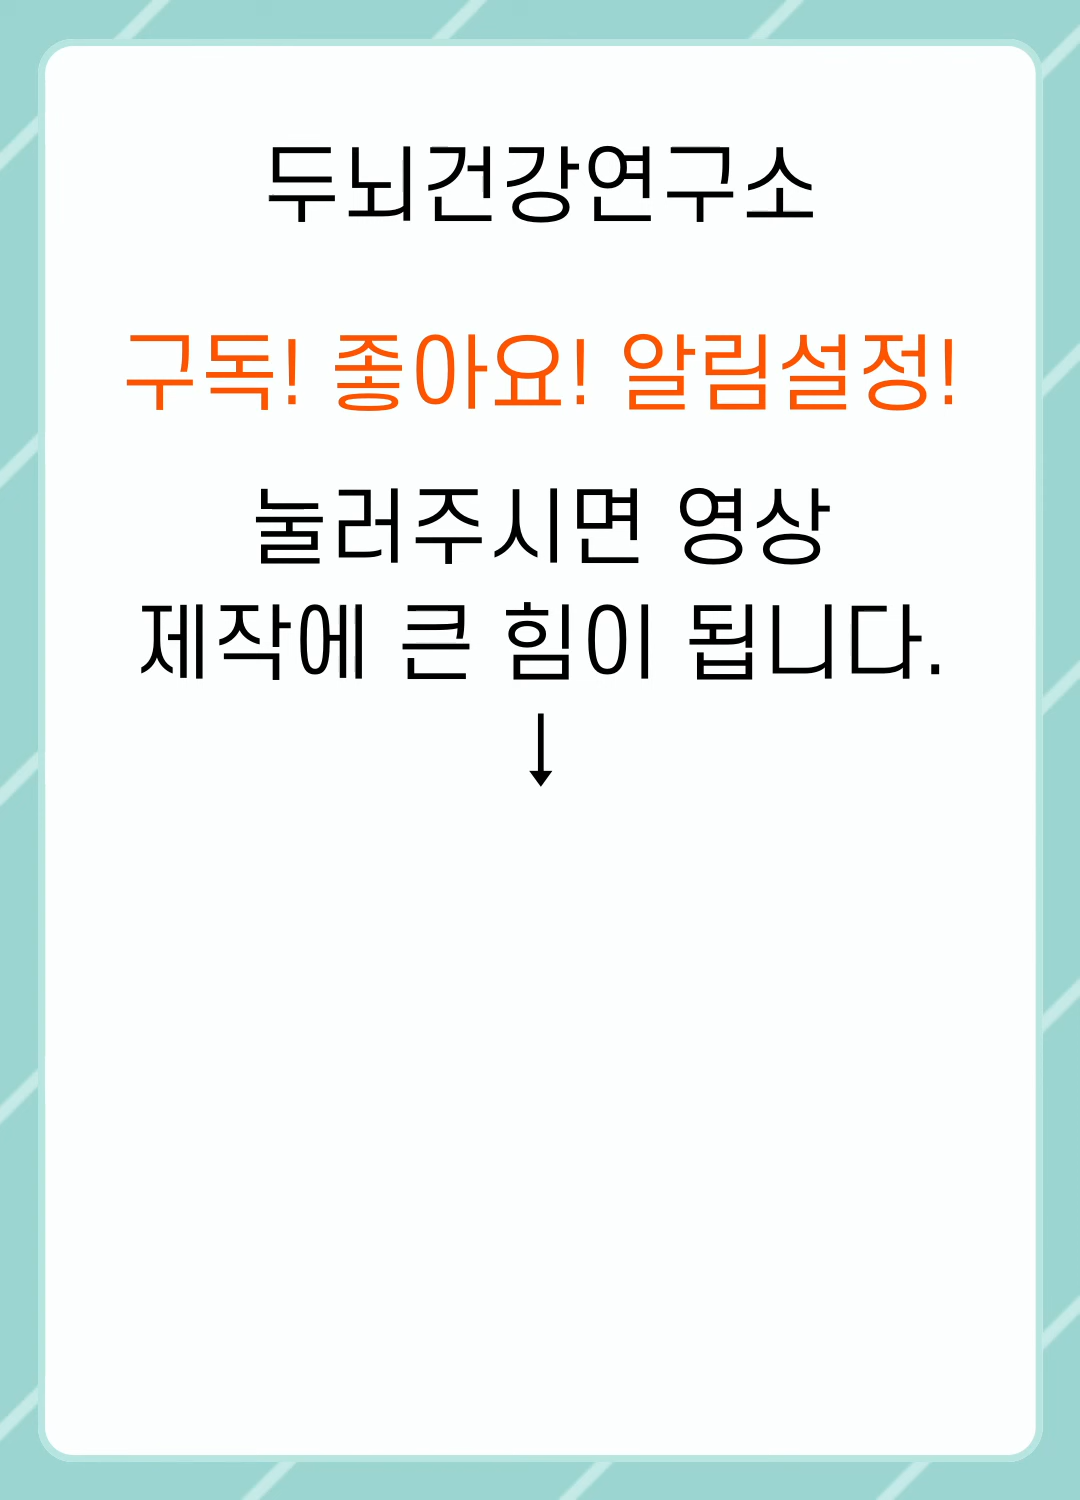 두뇌건강연구소
구독! 좋아요! 알림설정!
눌러주시면 영상
제작에 큰 힘이 됩니다.
↓